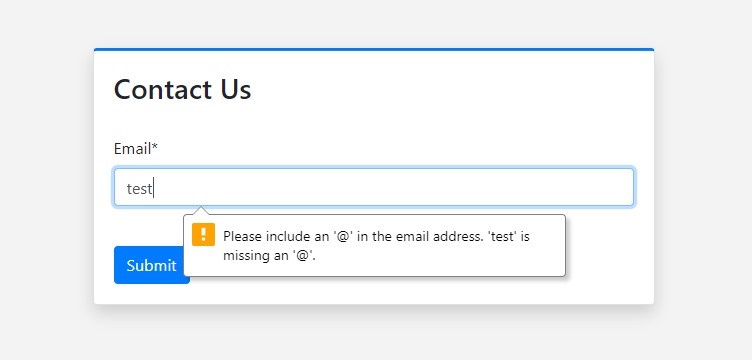 Contact Us
Email*
test
Please include an '@' in the email address. 'test' is
missing an '@'.
Submit